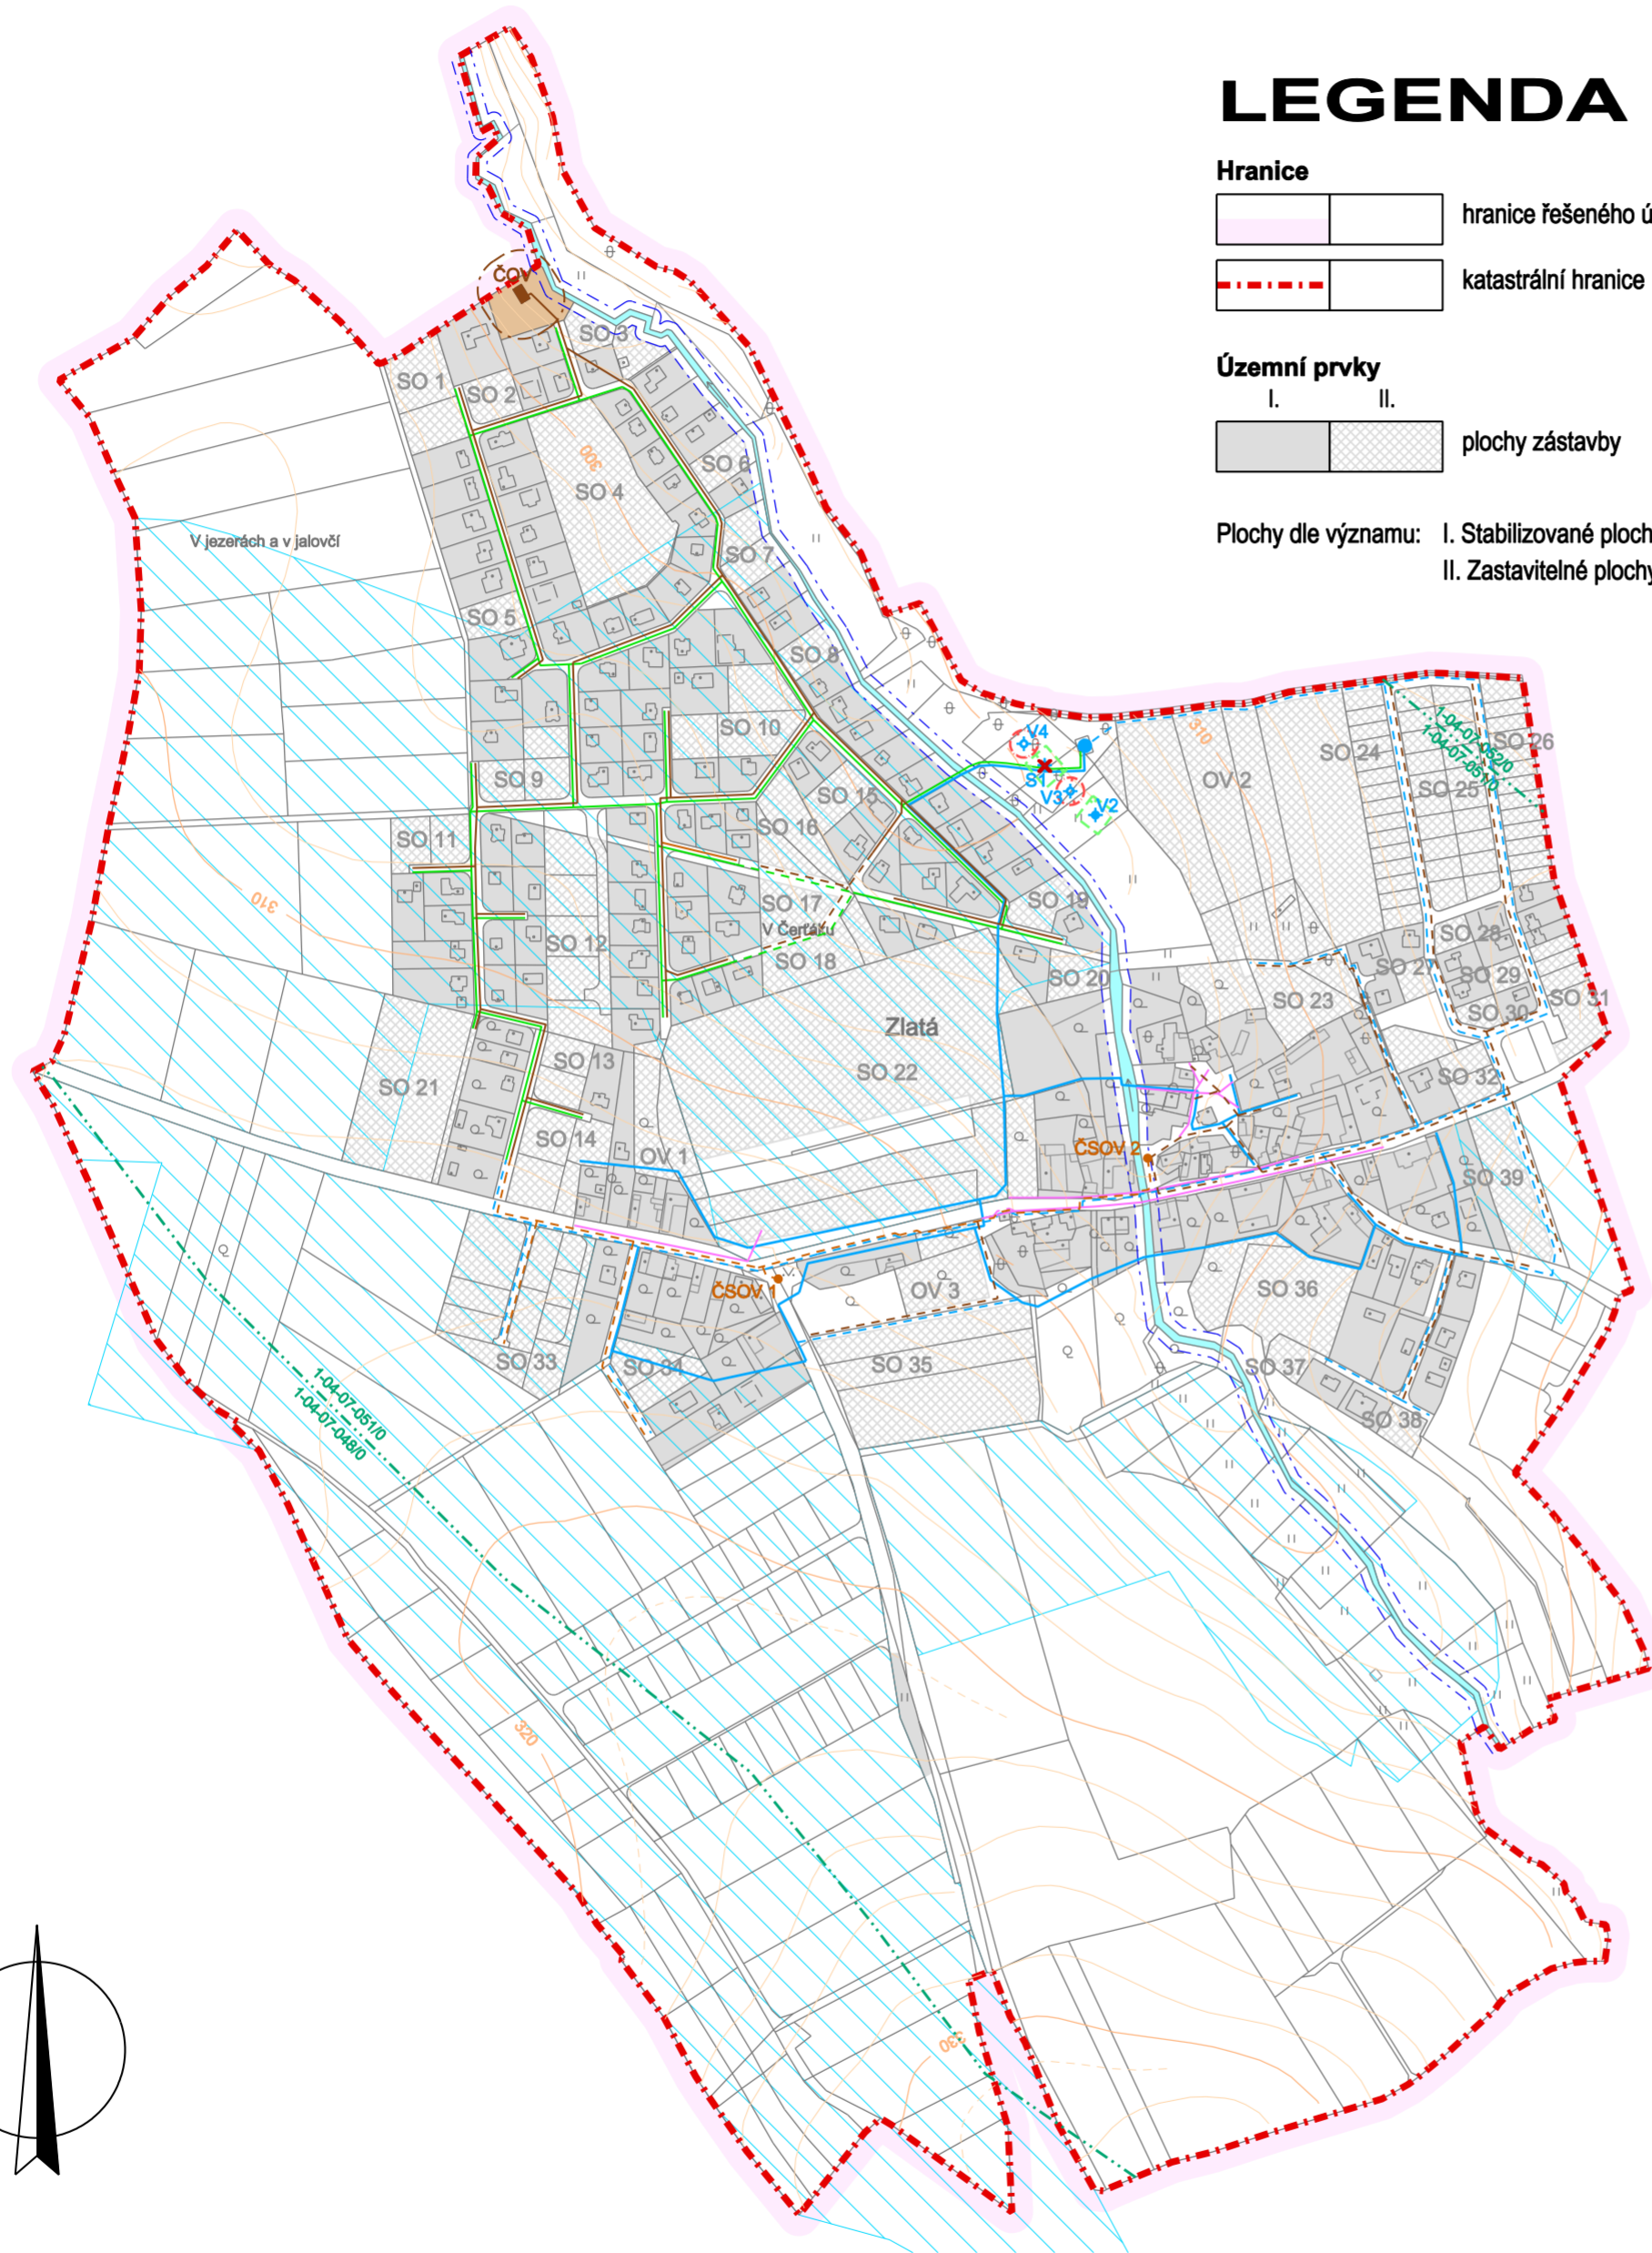 LEGENDA
Hranice
hranice řešeného ú
katastrální hranice
Územní prvky
I. II.
plochy zástavby
Plochy dle významu: I. Stabilizované ploch
II. Zastavitelné plochy
ČOV
SO 3
SO 1
SO 2
300
SO 4
SO 6
V jezerách a v jalovčí
SO 7
SO 5
SO 8
SO 10
SO 9
V4
S1
V3
V2
310
OV 2
SO 24
1-04-07-052/0
1-04-07-051/0
SO 26
SO 25
SO 15
SO 16
SO 11
310
SO 17
V Čerťáku
SO 18
SO 19
SO 12
SO 20
SO 23
SO 27
SO 28
SO 29
SO 30
SO 31
Zlatá
SO 13
SO 22
SO 21
SO 32
SO 14
OV 1
ČSOV 2
SO 39
ČSOV 1
OV 3
SO 36
SO 33
SO 34
SO 35
SO 37
SO 38
1-04-07-051/0
1-04-07-048/0
320
330